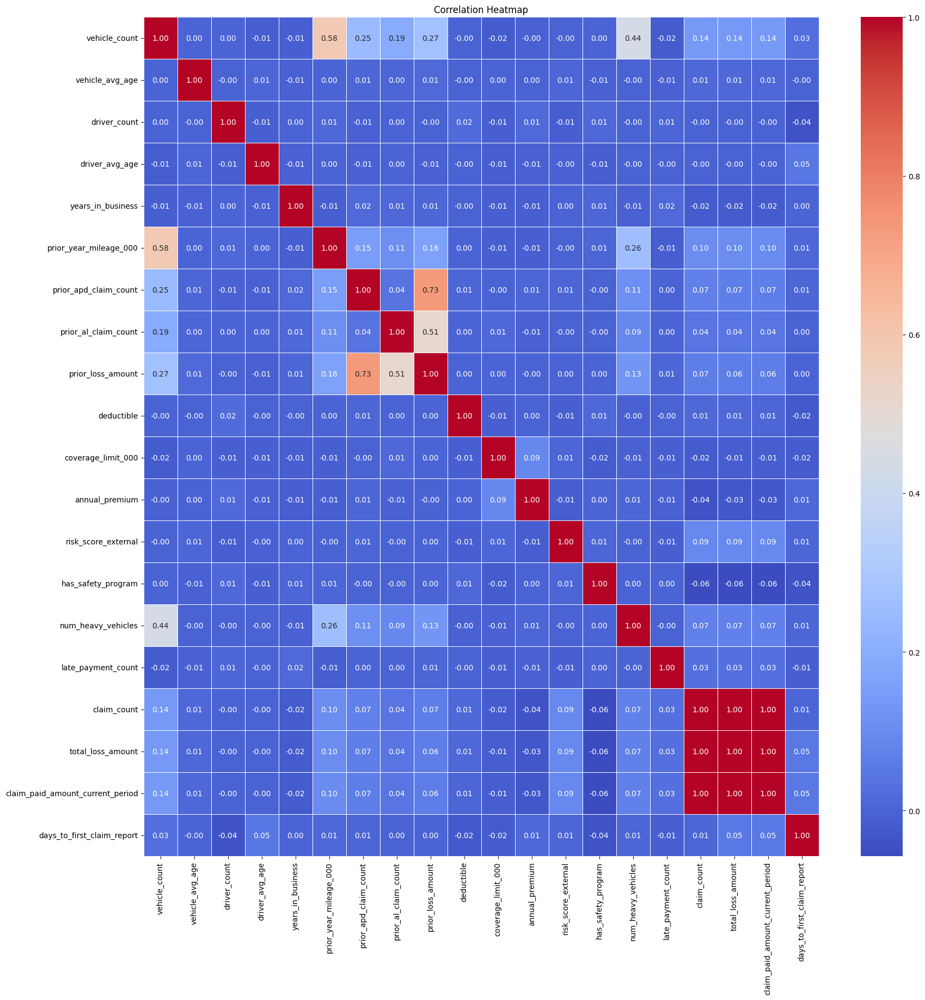 Correlation Heatmap
vehicle_count 1.00 0.00 0.00 -0.01 -0.01 0.58 0.25 0.19 0.27 -0.00 -0.02 -0.00 -0.00 0.00 0.44 -0.02 0.14 0.14 0.14 0.03
vehicle_avg_age 0.00 1.00 -0.00 0.01 -0.01 0.00 0.01 0.00 0.01 -0.00 0.00 0.00 0.01 -0.01 -0.00 -0.01 0.01 0.01 0.01 -0.00
driver_count 0.00 -0.00 1.00 -0.01 0.00 0.01 -0.01 0.00 -0.00 0.02 -0.01 0.01 -0.01 0.01 -0.00 0.01 -0.00 -0.00 -0.00 -0.04
driver_avg_age -0.01 0.01 -0.01 1.00 -0.01 0.00 -0.01 0.00 -0.01 -0.00 -0.01 -0.01 -0.00 -0.01 -0.00 -0.00 -0.00 -0.00 -0.00 0.05
years_in_business -0.01 -0.01 0.00 -0.01 1.00 -0.01 0.02 0.01 0.01 -0.00 -0.01 -0.01 0.00 0.01 -0.01 0.02 -0.02 -0.02 -0.02 0.00
prior_year_mileage_000 0.58 0.00 0.01 0.00 -0.01 1.00 0.15 0.11 0.16 0.00 -0.01 -0.01 -0.00 0.01 0.26 -0.01 0.10 0.10 0.10 0.01
prior_apd_claim_count 0.25 0.01 -0.01 -0.01 0.02 0.15 1.00 0.04 0.73 0.01 -0.00 0.01 0.01 -0.00 0.11 0.00 0.07 0.07 0.07 0.01
prior_al_claim_count 0.19 0.00 0.00 0.00 0.01 0.11 0.04 1.00 0.51 0.00 0.01 -0.01 -0.00 -0.00 0.09 0.00 0.04 0.04 0.04 0.00
prior_loss_amount 0.27 0.01 -0.00 -0.01 0.01 0.16 0.73 0.51 1.00 0.00 0.00 -0.00 0.00 0.00 0.13 0.01 0.07 0.06 0.06 0.00
deductible -0.00 -0.00 0.02 -0.00 -0.00 0.00 0.01 0.00 0.00 1.00 -0.01 0.00 -0.01 0.01 -0.00 -0.00 0.01 0.01 0.01 -0.02
coverage_limit_000 -0.02 0.00 -0.01 -0.01 -0.01 -0.01 -0.00 0.01 0.00 -0.01 1.00 0.09 0.01 -0.02 -0.01 -0.01 -0.02 -0.01 -0.01 -0.02
annual_premium -0.00 0.00 0.01 -0.01 -0.01 -0.01 0.01 -0.01 -0.00 0.00 0.09 1.00 -0.01 0.00 0.01 -0.01 -0.04 -0.03 -0.03 0.01
risk_score_external -0.00 0.01 -0.01 -0.00 0.00 -0.00 0.01 -0.00 0.00 -0.01 0.01 -0.01 1.00 0.01 -0.00 -0.01 0.09 0.09 0.09 0.01
has_safety_program 0.00 -0.01 0.01 -0.01 0.01 0.01 -0.00 -0.00 0.00 0.01 -0.02 0.00 0.01 1.00 0.00 0.00 -0.06 -0.06 -0.06 -0.04
num_heavy_vehicles 0.44 -0.00 -0.00 -0.00 -0.01 0.26 0.11 0.09 0.13 -0.00 -0.01 0.01 -0.00 0.00 1.00 -0.00 0.07 0.07 0.07 0.01
late_payment_count -0.02 -0.01 0.01 -0.00 0.02 -0.01 0.00 0.00 0.01 -0.00 -0.01 -0.01 -0.01 0.00 -0.00 1.00 0.03 0.03 0.03 -0.01
claim_count 0.14 0.01 -0.00 -0.00 -0.02 0.10 0.07 0.04 0.07 0.01 -0.02 -0.04 0.09 -0.06 0.07 0.03 1.00 1.00 1.00 0.01
total_loss_amount 0.14 0.01 -0.00 -0.00 -0.02 0.10 0.07 0.04 0.06 0.01 -0.01 -0.03 0.09 -0.06 0.07 0.03 1.00 1.00 1.00 0.05
claim_paid_amount_current_period 0.14 0.01 -0.00 -0.00 -0.02 0.10 0.07 0.04 0.06 0.01 -0.01 -0.03 0.09 -0.06 0.07 0.03 1.00 1.00 1.00 0.05
days_to_first_claim_report 0.03 -0.00 -0.04 0.05 0.00 0.01 0.01 0.00 0.00 -0.02 -0.02 0.01 0.01 -0.04 0.01 -0.01 0.01 0.05 0.05 1.00
vehicle_count
vehicle_avg_age
driver_count
driver_avg_age
years_in_business
prior_year_mileage_000
prior_apd_claim_count
prior_al_claim_count
prior_loss_amount
deductible
coverage_limit_000
annual_premium
risk_score_external
has_safety_program
num_heavy_vehicles
late_payment_count
claim_count
total_loss_amount
claim_paid_amount_current_period
days_to_first_claim_report
1.0
0.8
0.6
0.4
0.2
0.0